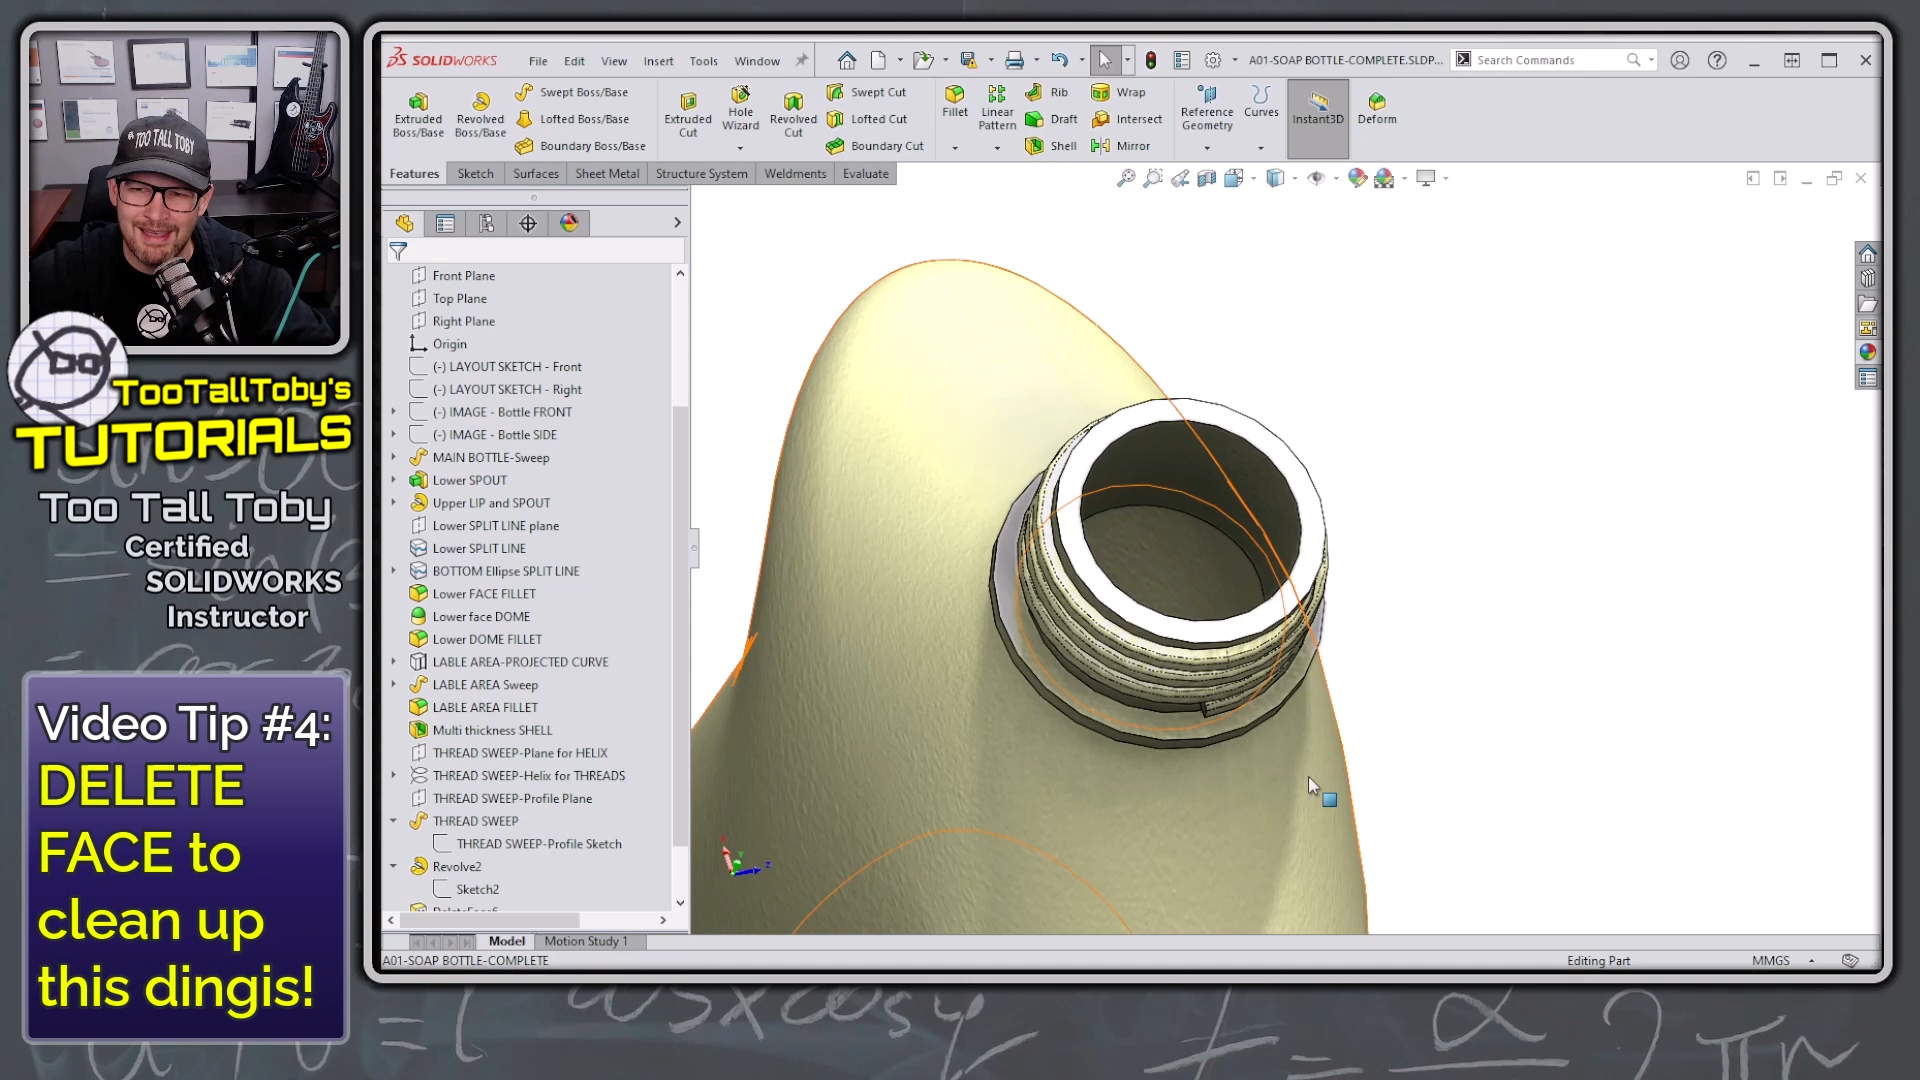 TOO TALL TOBY
TooTallToby's
TUTORIALS
Too Tall Toby
Certified
SOLIDWORKS
Instructor
Video Tip #4:
DELETE
FACE to
clean up
this dingis!
SOLIDWORKS
File Edit View Insert Tools Window
A01-SOAP BOTTLE-COMPLETE.SLDP...
Search Commands
Extruded Boss/Base
Revolved Boss/Base
Swept Boss/Base
Lofted Boss/Base
Boundary Boss/Base
Extruded Cut
Hole Wizard
Revolved Cut
Swept Cut
Lofted Cut
Boundary Cut
Fillet
Linear Pattern
Rib
Draft
Shell
Wrap
Intersect
Mirror
Reference Geometry
Curves
Instant3D
Deform
Features Sketch Surfaces Sheet Metal Structure System Weldments Evaluate
Front Plane
Top Plane
Right Plane
Origin
(-) LAYOUT SKETCH - Front
(-) LAYOUT SKETCH - Right
(-) IMAGE - Bottle FRONT
(-) IMAGE - Bottle SIDE
MAIN BOTTLE-Sweep
Lower SPOUT
Upper LIP and SPOUT
Lower SPLIT LINE plane
Lower SPLIT LINE
BOTTOM Ellipse SPLIT LINE
Lower FACE FILLET
Lower face DOME
Lower DOME FILLET
LABLE AREA-PROJECTED CURVE
LABLE AREA Sweep
LABLE AREA FILLET
Multi thickness SHELL
THREAD SWEEP-Plane for HELIX
THREAD SWEEP-Helix for THREADS
THREAD SWEEP-Profile Plane
THREAD SWEEP
THREAD SWEEP-Profile Sketch
Revolve2
Sketch2
Model Motion Study 1
A01-SOAP BOTTLE-COMPLETE
Editing Part
MMGS